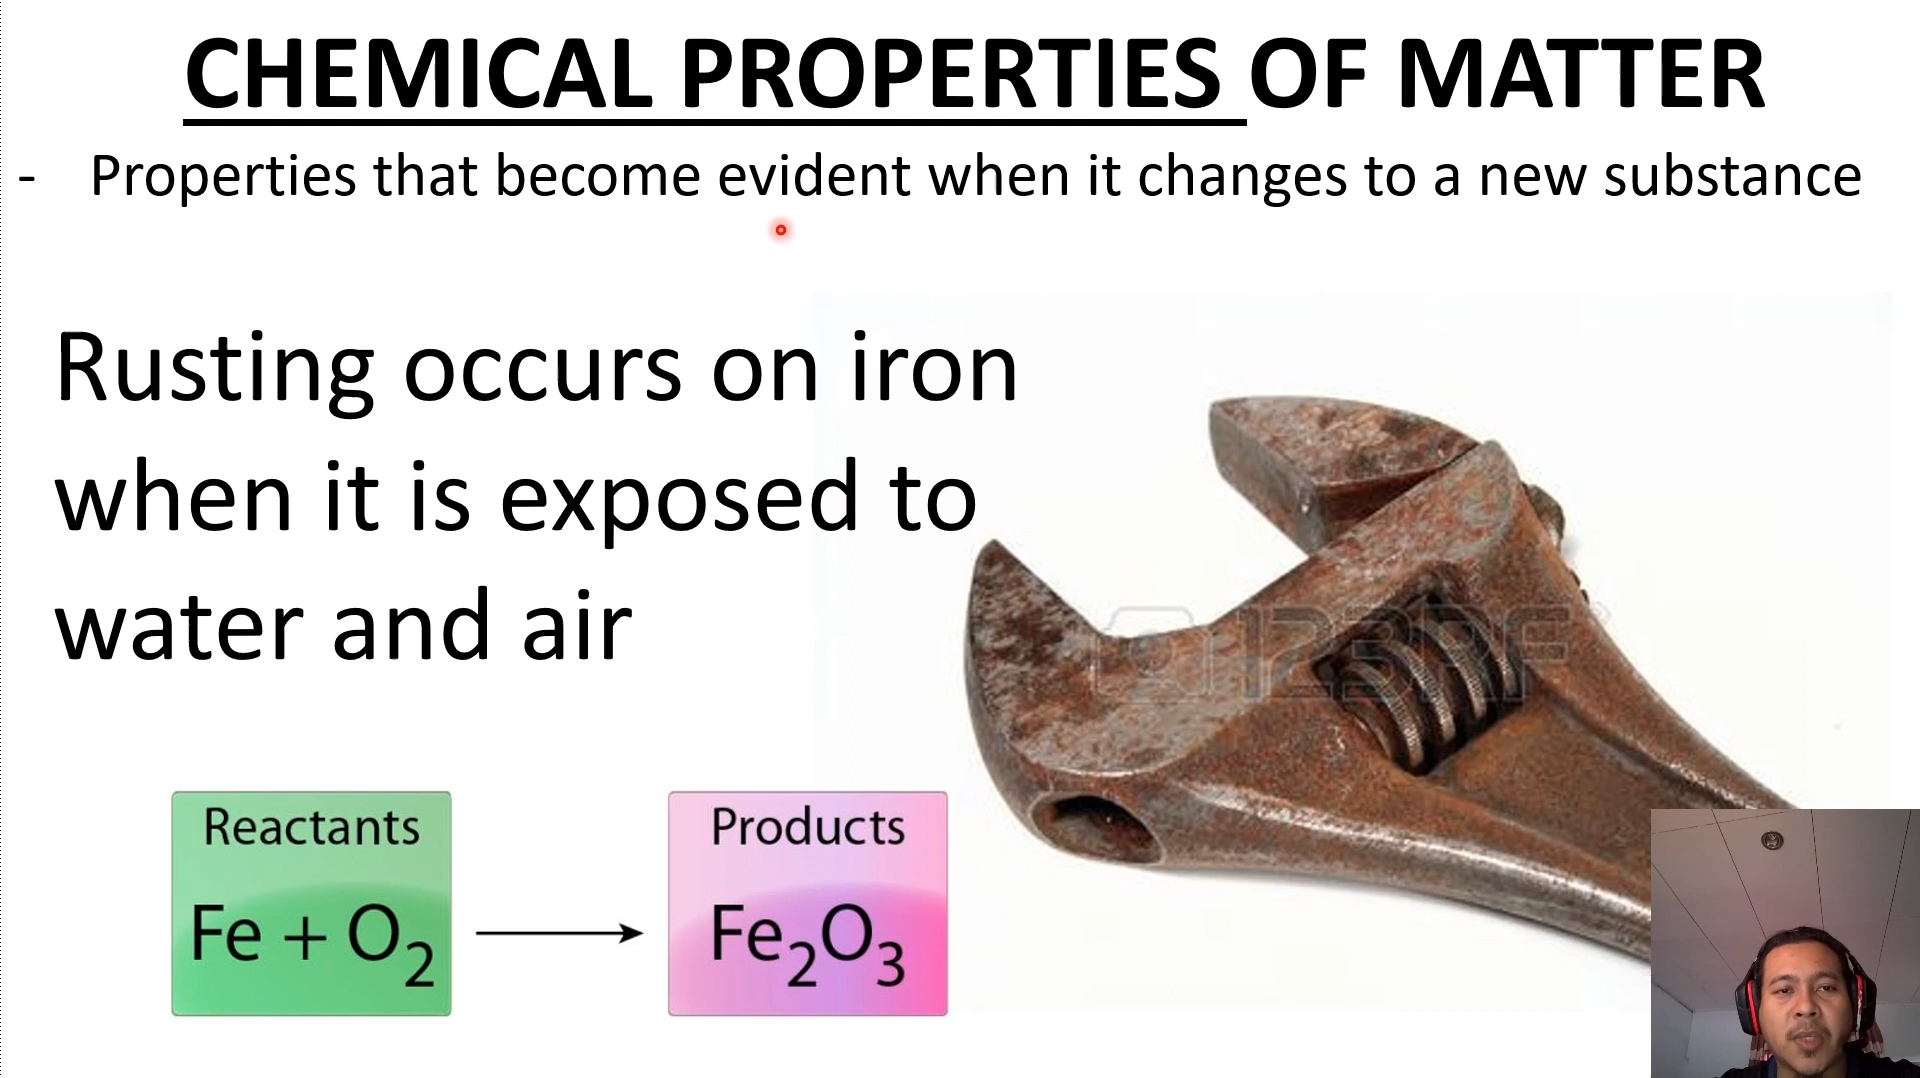 CHEMICAL PROPERTIES OF MATTER
- Properties that become evident when it changes to a new substance
Rusting occurs on iron
when it is exposed to
water and air
Reactants
Fe + O₂
Products
Fe₂O₃
123RF